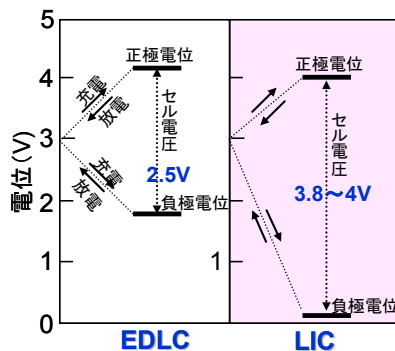 電位(V)
5
4
3
2
1
0
正極電位
充電
放電
セル電圧
2.5V
充電
放電
負極電位
EDLC
正極電位
セル電圧
3.8～4V
1
負極電位
LIC